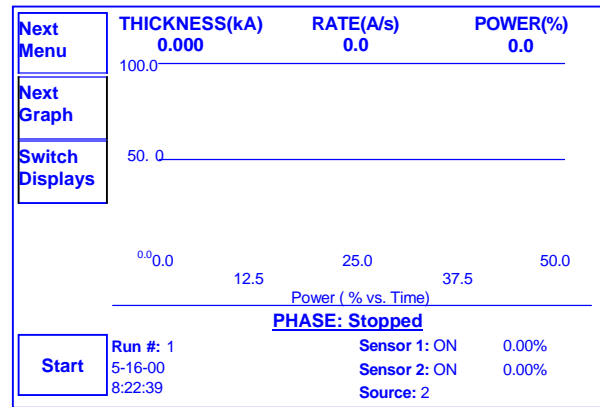 Next Menu
THICKNESS(kA) RATE(A/s) POWER(%)
0.000 0.0 0.0
100.0
Next Graph
Switch Displays
50. 0
0.0 0.0 25.0 50.0
12.5 37.5
Power ( % vs. Time)
PHASE: Stopped
Start
Run #: 1 Sensor 1: ON 0.00%
5-16-00 Sensor 2: ON 0.00%
8:22:39 Source: 2